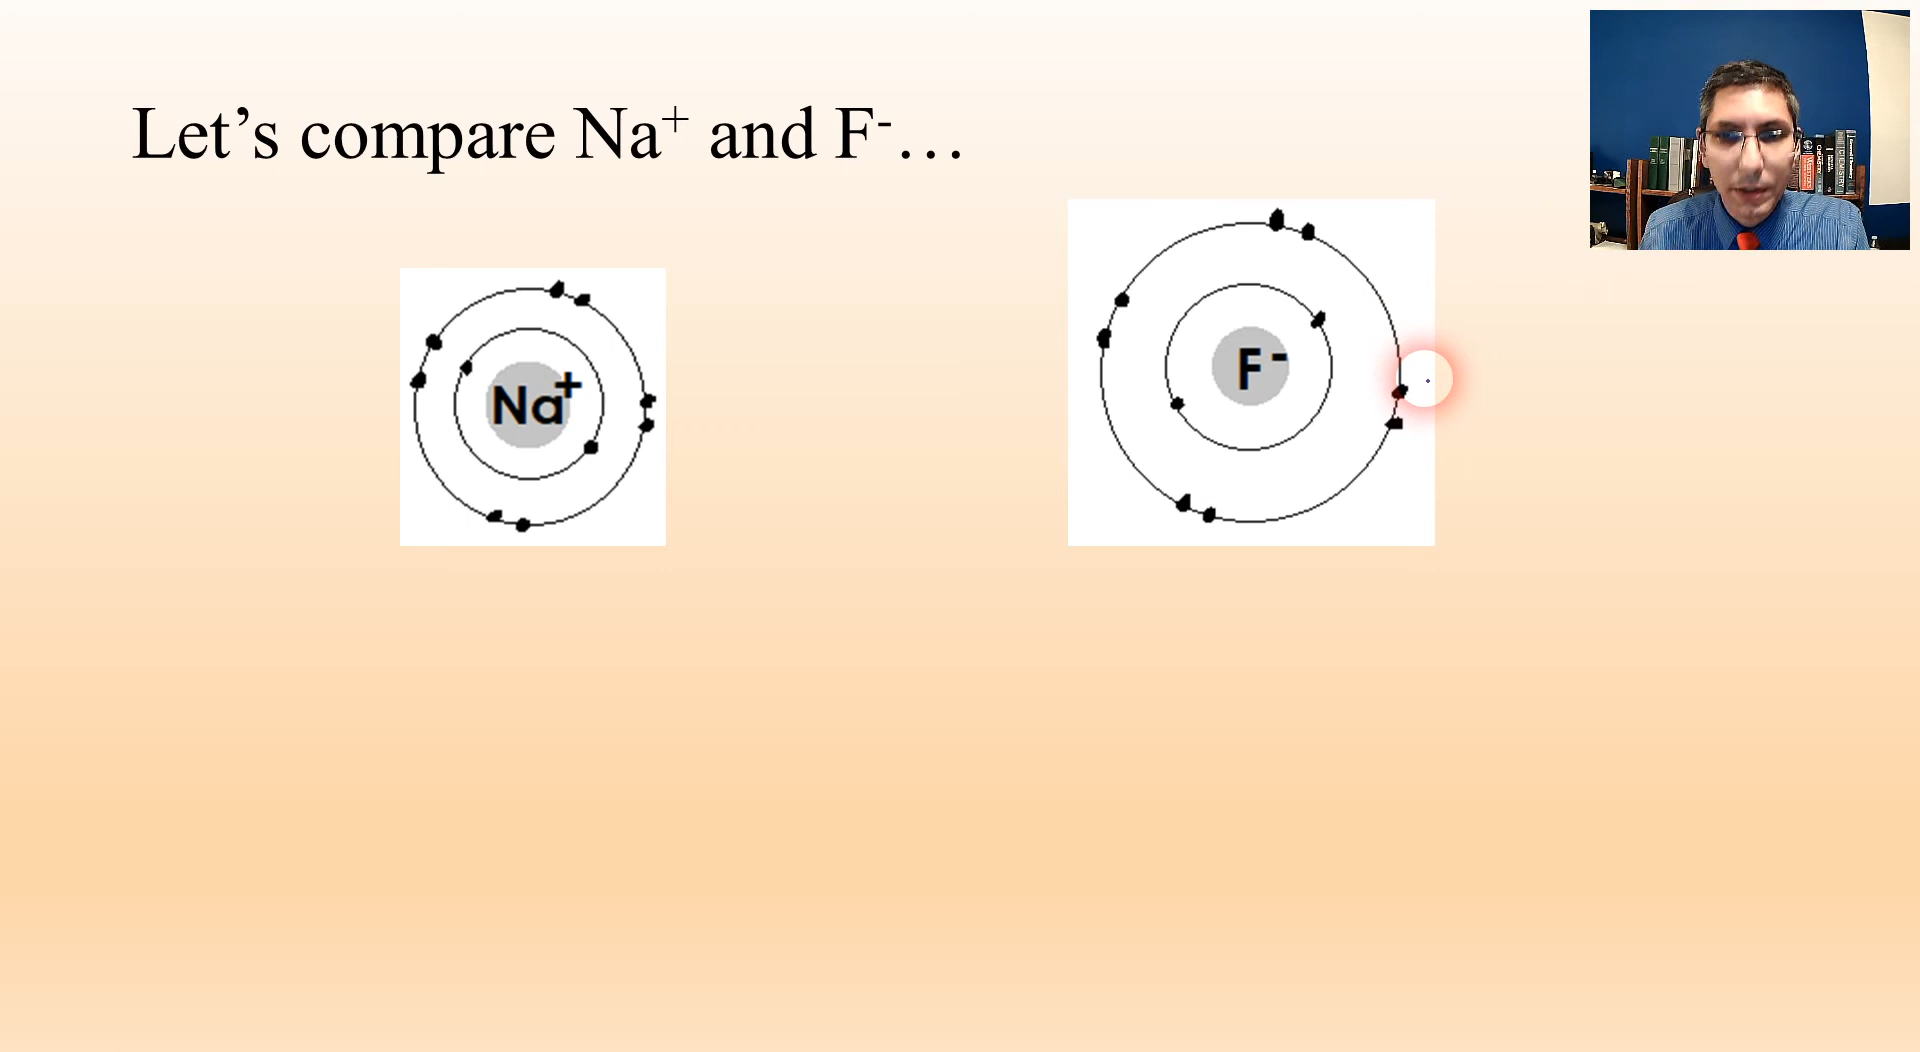 Let’s compare Na⁺ and F⁻…
Na⁺
F⁻